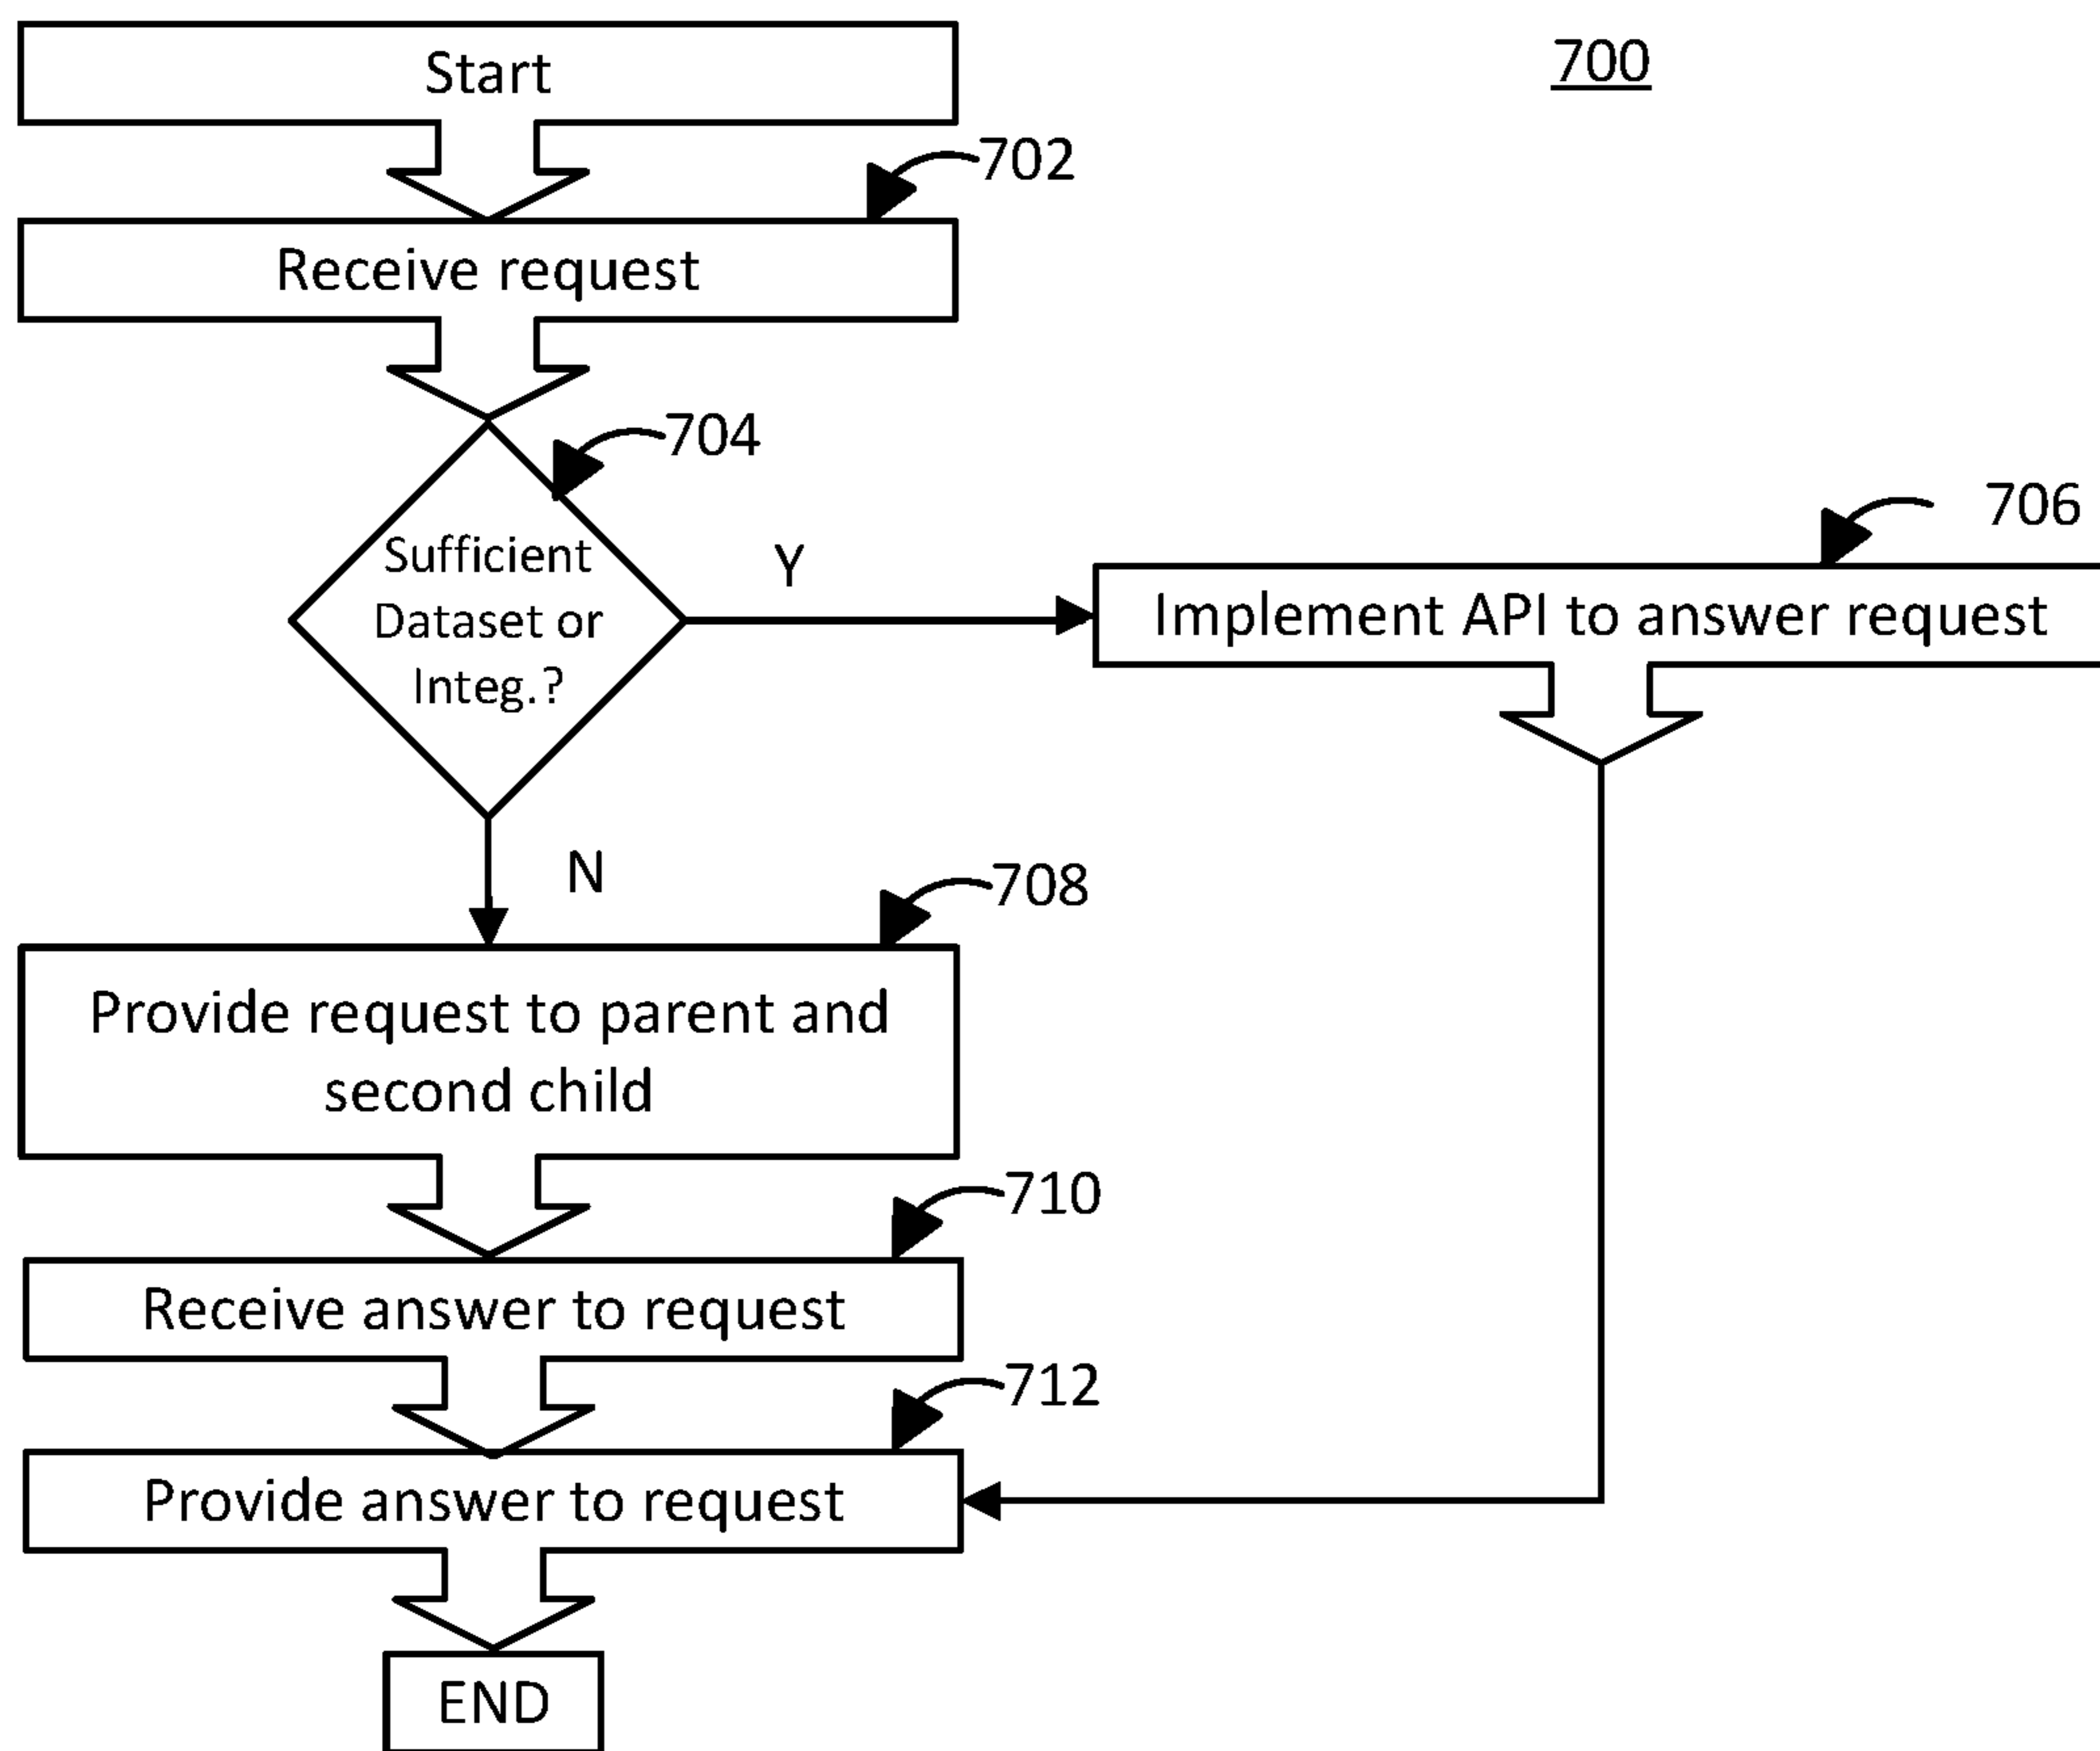 Start
700
702
Receive request
704
Sufficient
Dataset or
Integ.?
Y
706
Implement API to answer request
N
708
Provide request to parent and
second child
710
Receive answer to request
712
Provide answer to request
END